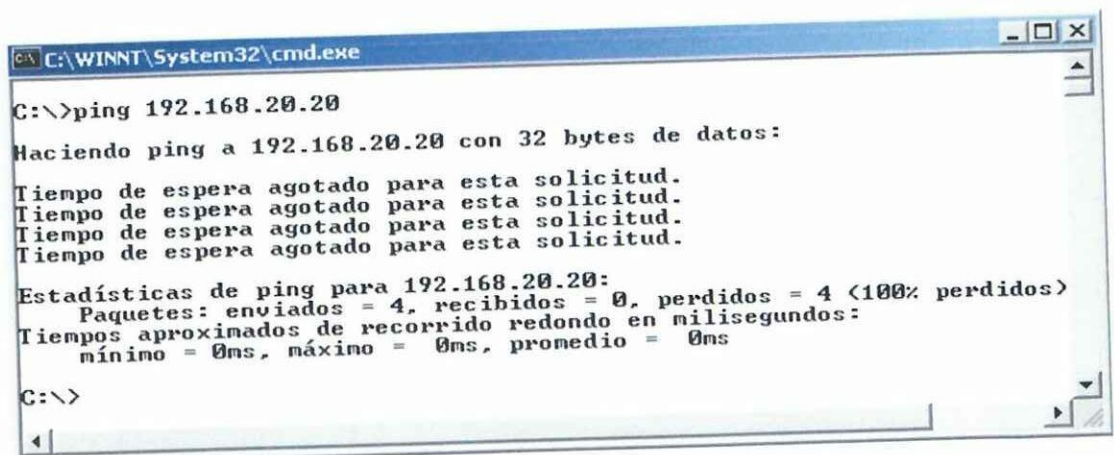 C:\WINNT\System32\cmd.exe
C:\>ping 192.168.20.20
Haciendo ping a 192.168.20.20 con 32 bytes de datos:
Tiempo de espera agotado para esta solicitud.
Tiempo de espera agotado para esta solicitud.
Tiempo de espera agotado para esta solicitud.
Tiempo de espera agotado para esta solicitud.
Estadísticas de ping para 192.168.20.20:
Paquetes: enviados = 4, recibidos = 0, perdidos = 4 (100% perdidos)
Tiempos aproximados de recorrido redondo en milisegundos:
mínimo = 0ms, máximo = 0ms, promedio = 0ms
C:\>